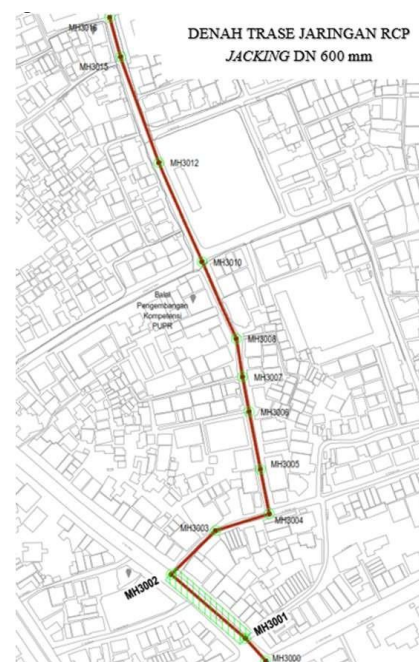 DENAH TRASE JARINGAN RCP
JACKING DN 600 mm
MH3016
MH3015
MH3012
MH3010
Balai
Pengembangan
Kompetensi
PUPR
MH3008
MH3007
MH3006
MH3005
MH3004
MH3003
MH3002
MH3001
MH3000